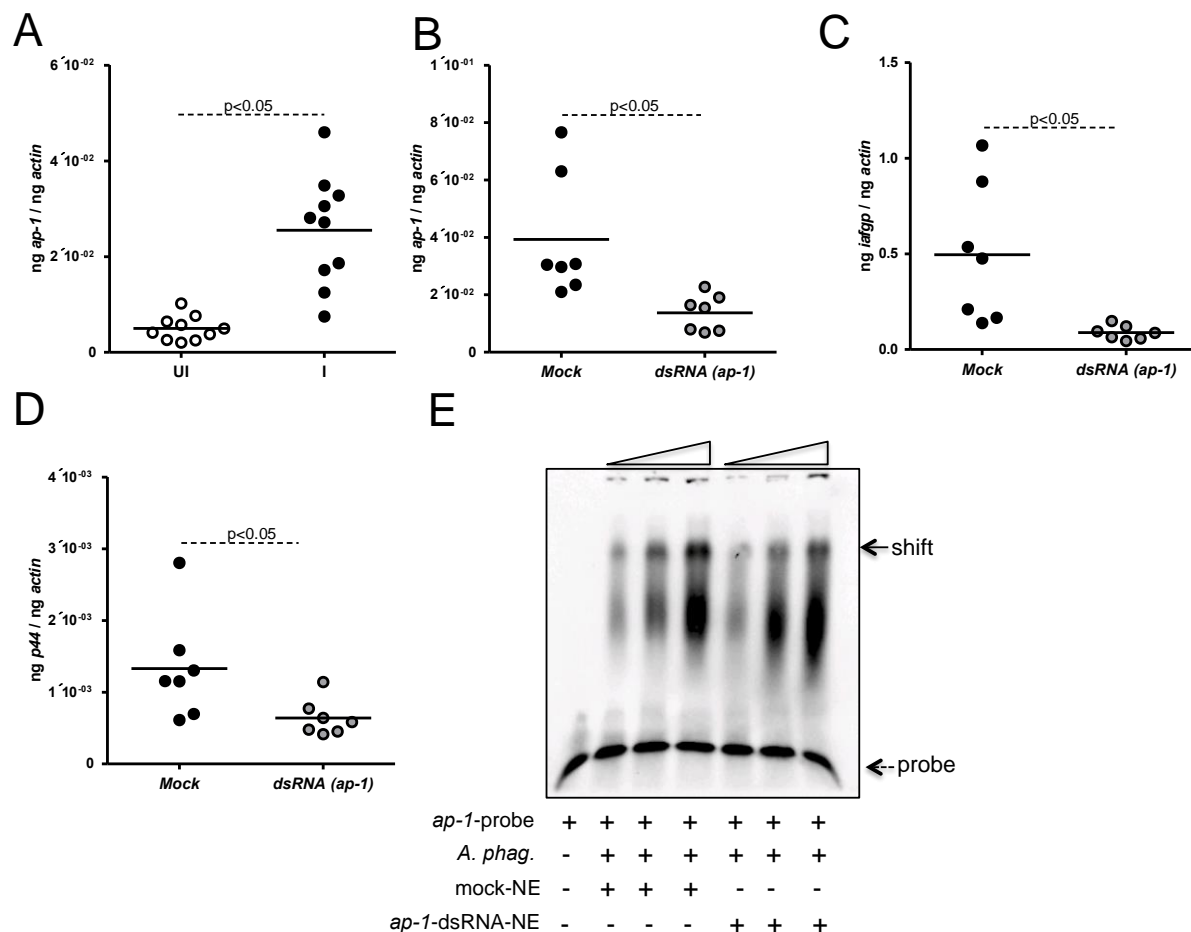 A
6´10-02
4´10-02
2´10-02
0
ng ap-1 / ng actin
p<0.05
UI I
B
1´10-01
8´10-02
6´10-02
4´10-02
2´10-02
0
ng ap-1 / ng actin
p<0.05
Mock dsRNA (ap-1)
C
1.5
1.0
0.5
0.0
ng iafgp / ng actin
p<0.05
Mock dsRNA (ap-1)
D
4´10-03
3´10-03
2´10-03
1´10-03
0
ng p44 / ng actin
p<0.05
Mock dsRNA (ap-1)
E
shift
probe
ap-1-probe + + + + + + +
A. phag. - + + + + + +
mock-NE - + + + - - -
ap-1-dsRNA-NE - - - - + + +